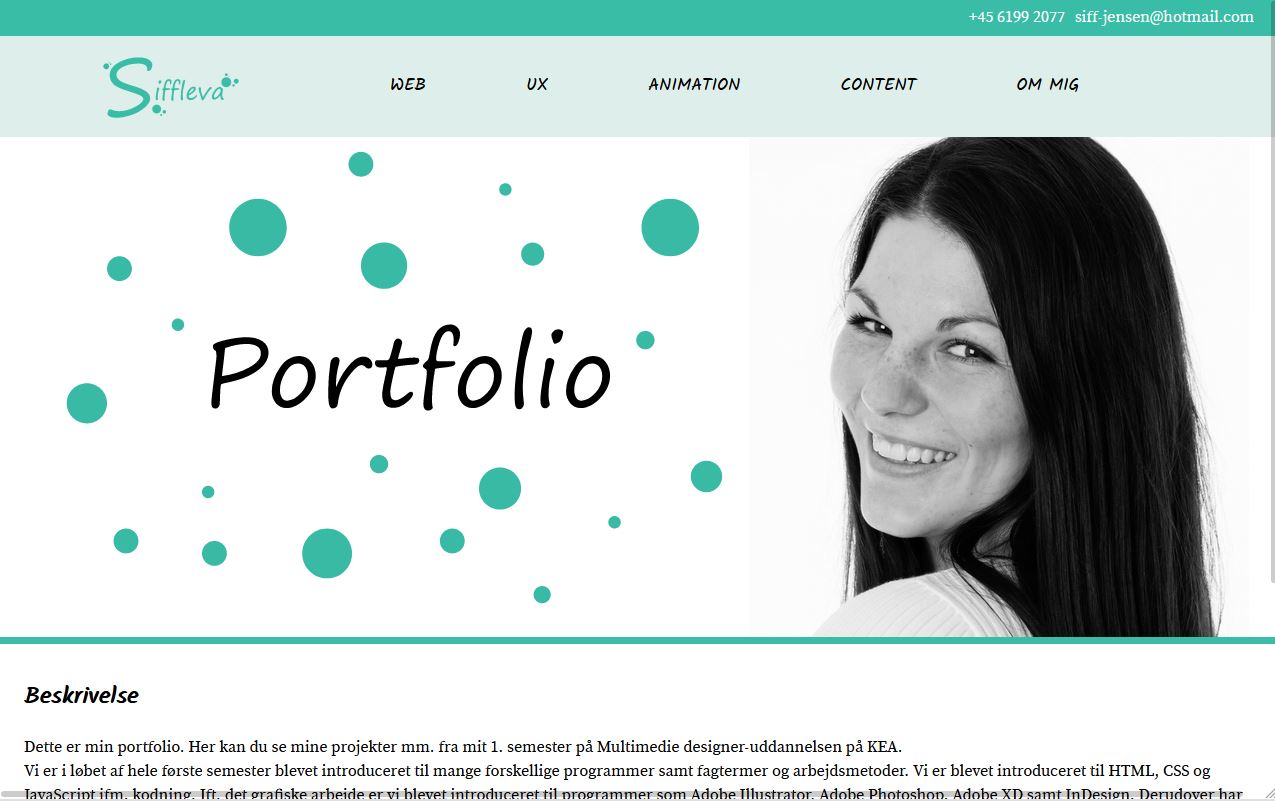 +45 6199 2077 siff-jensen@hotmail.com
Siffleva
WEB UX ANIMATION CONTENT OM MIG
Portfolio
Beskrivelse
Dette er min portfolio. Her kan du se mine projekter mm. fra mit 1. semester på Multimedie designer-uddannelsen på KEA.
Vi er i løbet af hele første semester blevet introduceret til mange forskellige programmer samt fagtermer og arbejdsmetoder. Vi er blevet introduceret til HTML, CSS og
JavaScript ifm. kodning. Ift. det grafiske arbejde er vi blevet introduceret til programmer som Adobe Illustrator, Adobe Photoshop, Adobe XD samt InDesign. Derudover har